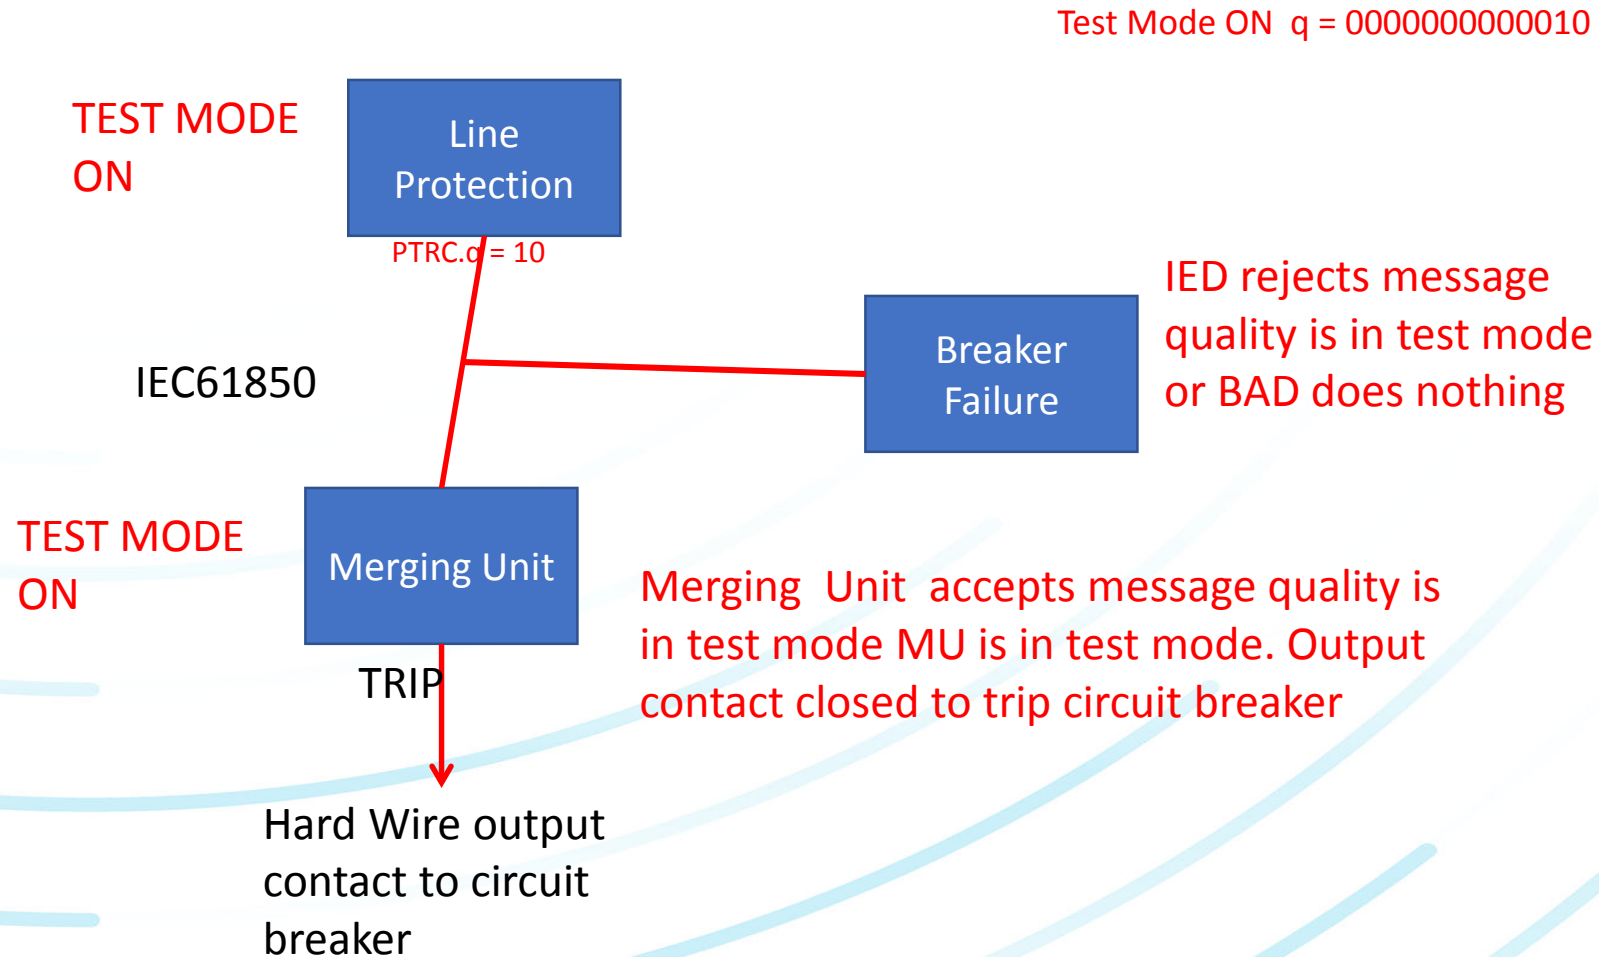 Test Mode ON  q = 0000000000010
TEST MODE
ON
Line
Protection
PTRC.q = 10
IED rejects message
quality is in test mode
or BAD does nothing
Breaker
Failure
IEC61850
TEST MODE
ON
Merging Unit
Merging  Unit  accepts message quality is
in test mode MU is in test mode. Output
contact closed to trip circuit breaker
TRIP
Hard Wire output
contact to circuit
breaker